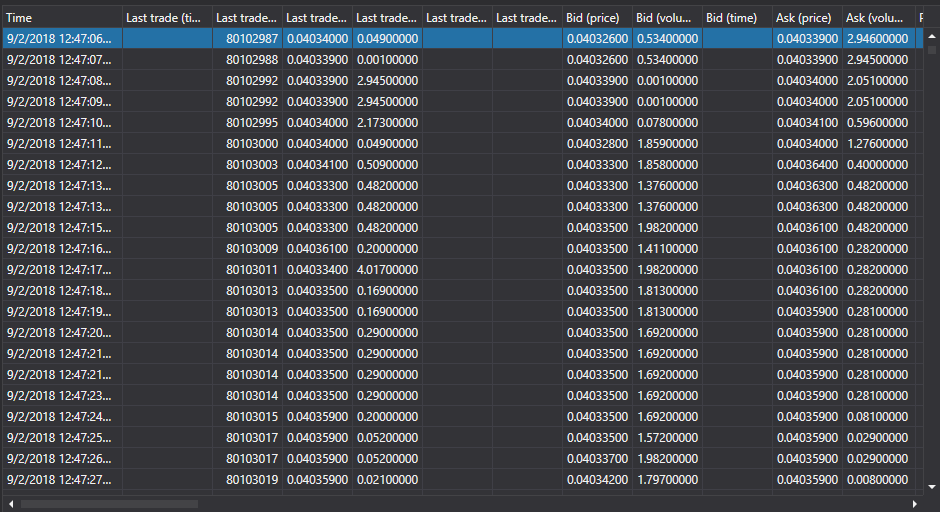 Time Last trade (ti... Last trade... Last trade... Last trade... Last trade... Last trade... Bid (price) Bid (volu... Bid (time) Ask (price) Ask (volu...
9/2/2018 12:47:06... 80102987 0.04034000 0.04900000 0.04032600 0.53400000 0.04033900 2.94600000
9/2/2018 12:47:07... 80102988 0.04033900 0.00100000 0.04032600 0.53400000 0.04033900 2.94500000
9/2/2018 12:47:08... 80102992 0.04033900 2.94500000 0.04033900 0.00100000 0.04034000 2.05100000
9/2/2018 12:47:09... 80102992 0.04033900 2.94500000 0.04033900 0.00100000 0.04034000 2.05100000
9/2/2018 12:47:10... 80102995 0.04034000 2.17300000 0.04034000 0.07800000 0.04034100 0.59600000
9/2/2018 12:47:11... 80103000 0.04034000 0.04900000 0.04032800 1.85900000 0.04034000 1.27600000
9/2/2018 12:47:12... 80103003 0.04034100 0.50900000 0.04033300 1.85800000 0.04036400 0.40000000
9/2/2018 12:47:13... 80103005 0.04033300 0.48200000 0.04033300 1.37600000 0.04036300 0.48200000
9/2/2018 12:47:13... 80103005 0.04033300 0.48200000 0.04033300 1.37600000 0.04036300 0.48200000
9/2/2018 12:47:15... 80103005 0.04033300 0.48200000 0.04033500 1.98200000 0.04036100 0.48200000
9/2/2018 12:47:16... 80103009 0.04036100 0.20000000 0.04033500 1.41100000 0.04036100 0.28200000
9/2/2018 12:47:17... 80103011 0.04033400 4.01700000 0.04033500 1.98200000 0.04036100 0.28200000
9/2/2018 12:47:18... 80103013 0.04033500 0.16900000 0.04033500 1.81300000 0.04036100 0.28200000
9/2/2018 12:47:19... 80103013 0.04033500 0.16900000 0.04033500 1.81300000 0.04035900 0.28100000
9/2/2018 12:47:20... 80103014 0.04033500 0.29000000 0.04033500 1.69200000 0.04035900 0.28100000
9/2/2018 12:47:21... 80103014 0.04033500 0.29000000 0.04033500 1.69200000 0.04035900 0.28100000
9/2/2018 12:47:21... 80103014 0.04033500 0.29000000 0.04033500 1.69200000 0.04035900 0.28100000
9/2/2018 12:47:23... 80103014 0.04033500 0.29000000 0.04033500 1.69200000 0.04035900 0.28100000
9/2/2018 12:47:24... 80103015 0.04035900 0.20000000 0.04033500 1.69200000 0.04035900 0.08100000
9/2/2018 12:47:25... 80103017 0.04035900 0.05200000 0.04033500 1.57200000 0.04035900 0.02900000
9/2/2018 12:47:26... 80103017 0.04035900 0.05200000 0.04033700 1.98200000 0.04035900 0.02900000
9/2/2018 12:47:27... 80103019 0.04035900 0.02100000 0.04034200 1.79700000 0.04035900 0.00800000